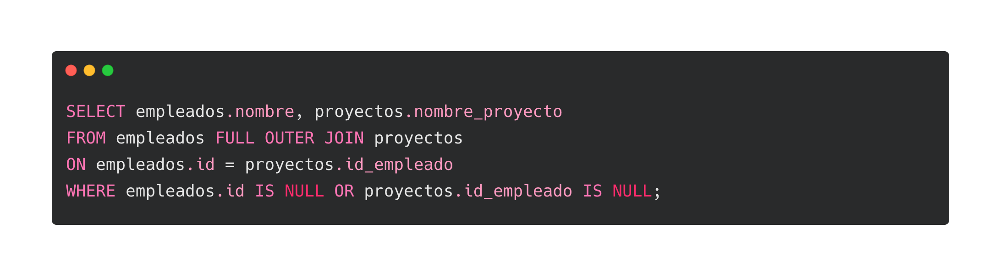 SELECT empleados.nombre, proyectos.nombre_proyecto
FROM empleados FULL OUTER JOIN proyectos
ON empleados.id = proyectos.id_empleado
WHERE empleados.id IS NULL OR proyectos.id_empleado IS NULL;